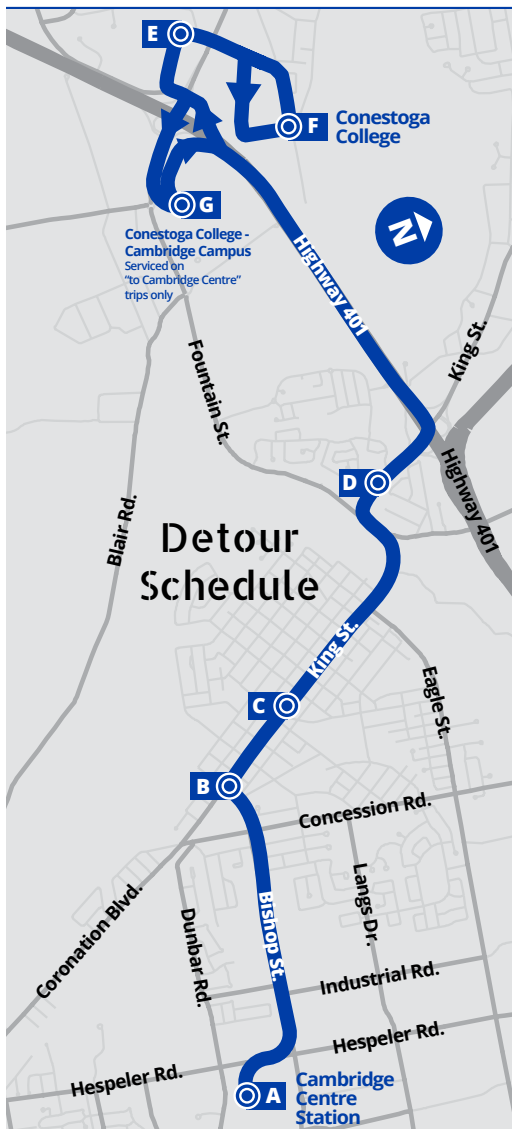 E
F
Conestoga
College
G
N
Conestoga College -
Cambridge Campus
Serviced on
"to Cambridge Centre"
trips only
Highway 401
King St.
Fountain St.
D
Highway 401
Blair Rd.
Detour
Schedule
King St.
Eagle St.
C
B
Concession Rd.
Langs Dr.
Coronation Blvd.
Dunbar Rd.
Bishop St.
Industrial Rd.
Hespeler Rd.
Hespeler Rd.
A
Cambridge
Centre
Station